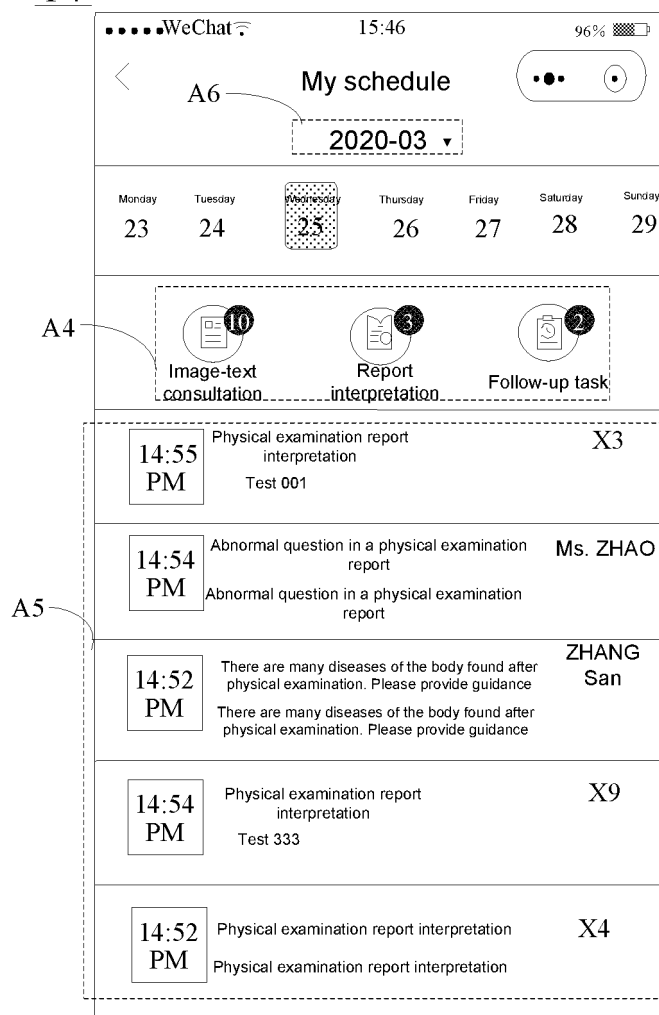 WeChat 15:46 96%
My schedule
A6
2020-03
Monday Tuesday Wednesday Thursday Friday Saturday Sunday
23 24 25 26 27 28 29
10 3 2
A4
Image-text Report Follow-up task
consultation interpretation
Physical examination report
interpretation
14:55 PM
Test 001
X3
Abnormal question in a physical examination
report
14:54 PM
Abnormal question in a physical examination
report
Ms. ZHAO
A5
There are many diseases of the body found after
physical examination. Please provide guidance
14:52 PM
There are many diseases of the body found after
physical examination. Please provide guidance
ZHANG
San
Physical examination report
interpretation
14:54 PM
Test 333
X9
14:52 PM
Physical examination report interpretation
Physical examination report interpretation
X4